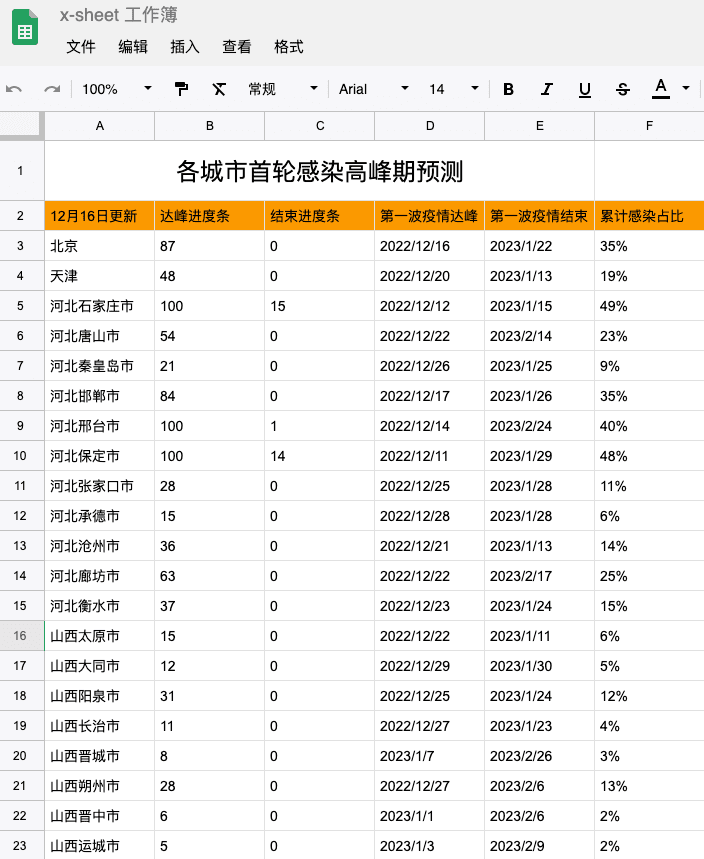 x-sheet 工作簿
文件 编辑 插入 查看 格式
100% 常规 Arial 14 B I U S A
A B C D E F
1 各城市首轮感染高峰期预测
2 12月16日更新 达峰进度条 结束进度条 第一波疫情达峰 第一波疫情结束 累计感染占比
3 北京 87 0 2022/12/16 2023/1/22 35%
4 天津 48 0 2022/12/20 2023/1/13 19%
5 河北石家庄市 100 15 2022/12/12 2023/1/15 49%
6 河北唐山市 54 0 2022/12/22 2023/2/14 23%
7 河北秦皇岛市 21 0 2022/12/26 2023/1/25 9%
8 河北邯郸市 84 0 2022/12/17 2023/1/26 35%
9 河北邢台市 100 1 2022/12/14 2023/2/24 40%
10 河北保定市 100 14 2022/12/11 2023/1/29 48%
11 河北张家口市 28 0 2022/12/25 2023/1/28 11%
12 河北承德市 15 0 2022/12/28 2023/1/28 6%
13 河北沧州市 36 0 2022/12/21 2023/1/13 14%
14 河北廊坊市 63 0 2022/12/22 2023/2/17 25%
15 河北衡水市 37 0 2022/12/23 2023/1/24 15%
16 山西太原市 15 0 2022/12/22 2023/1/11 6%
17 山西大同市 12 0 2022/12/29 2023/1/30 5%
18 山西阳泉市 31 0 2022/12/25 2023/1/24 12%
19 山西长治市 11 0 2022/12/27 2023/1/23 4%
20 山西晋城市 8 0 2023/1/7 2023/2/26 3%
21 山西朔州市 28 0 2022/12/27 2023/2/6 13%
22 山西晋中市 6 0 2023/1/1 2023/2/6 2%
23 山西运城市 5 0 2023/1/3 2023/2/9 2%